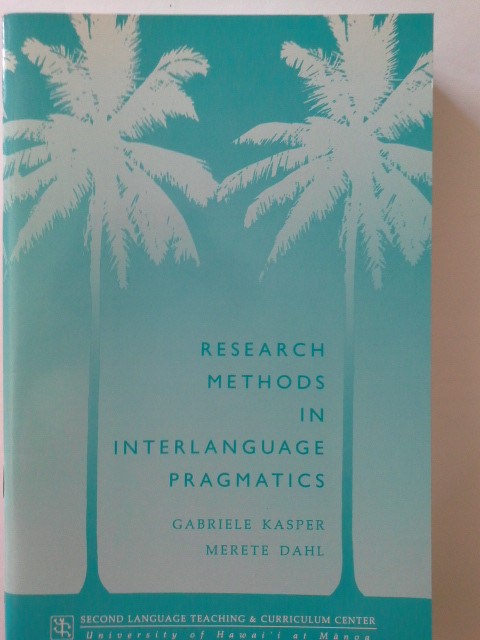 RESEARCH
METHODS
IN
INTERLANGUAGE
PRAGMATICS
GABRIELE KASPER
MERETE DAHL
SECOND LANGUAGE TEACHING & CURRICULUM CENTER
University of Hawai'i at Mānoa